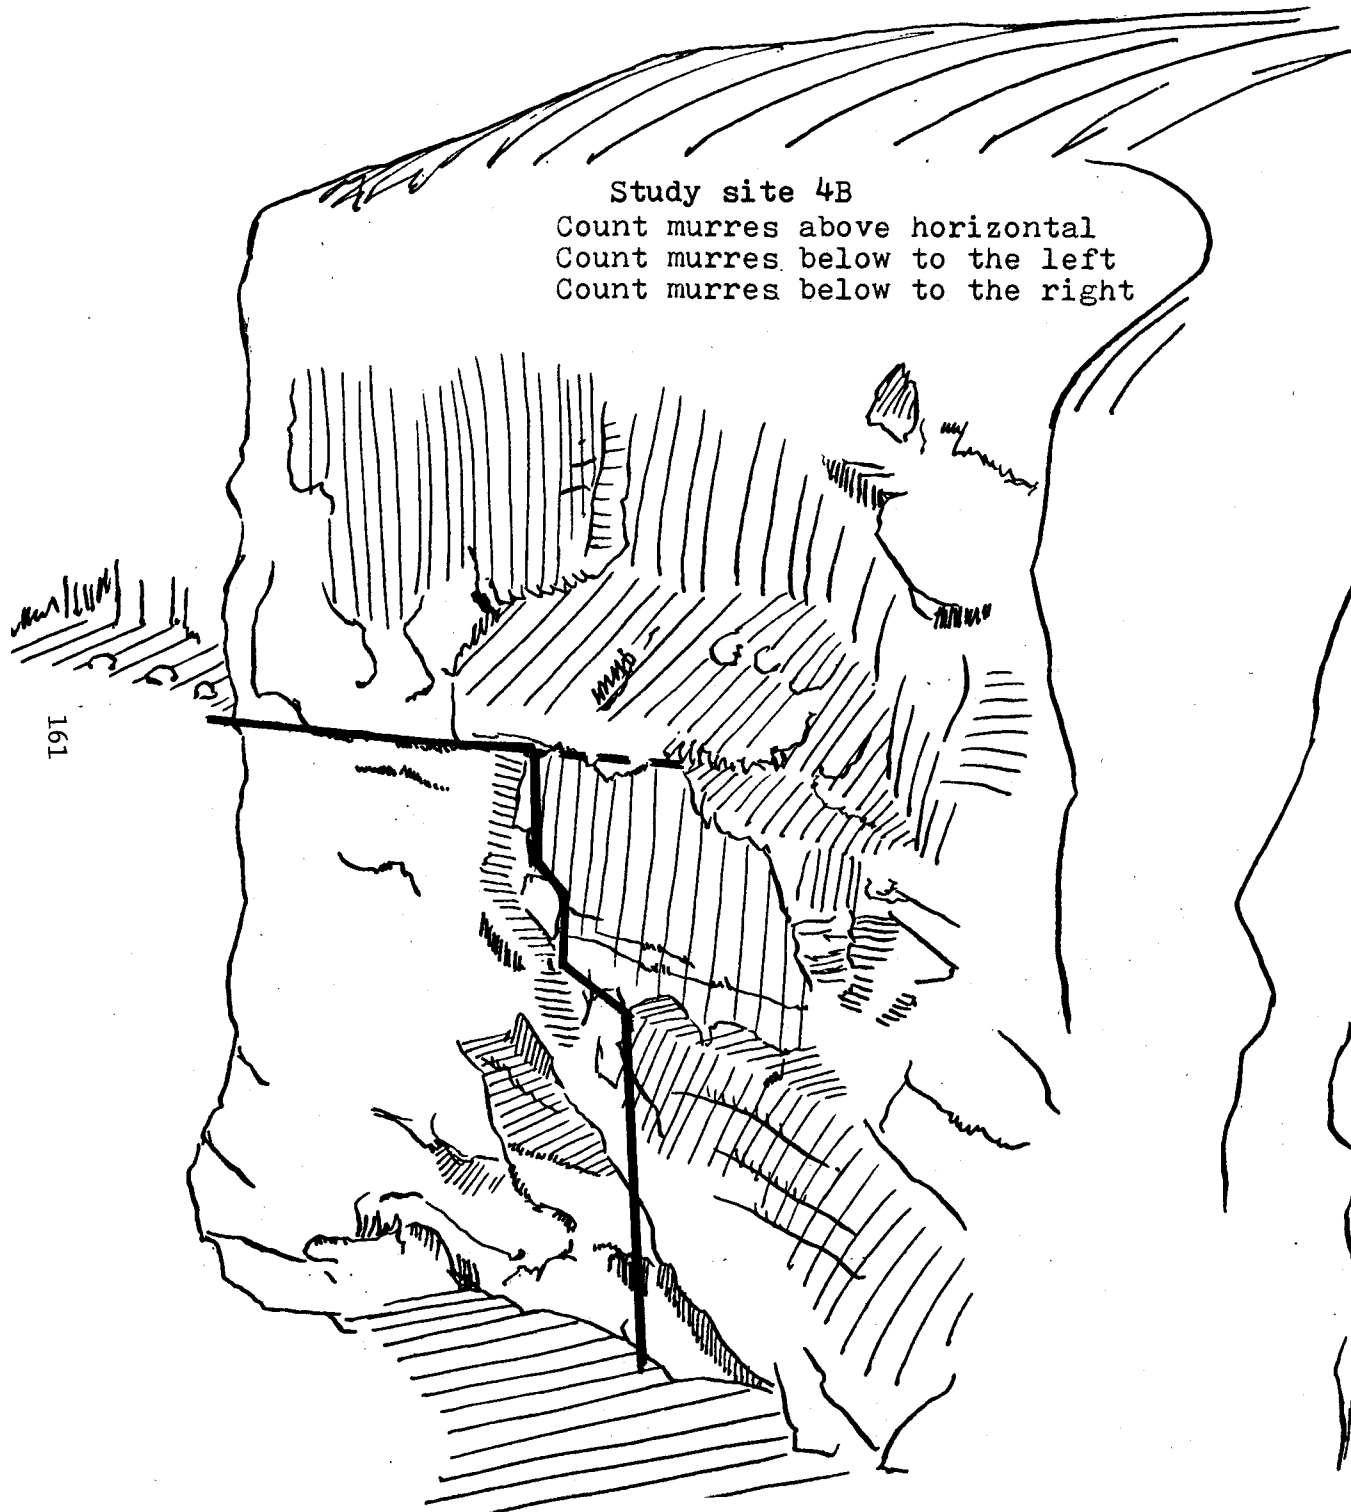 Study site 4B
Count murres above horizontal
Count murres below to the left
Count murres below to the right
161